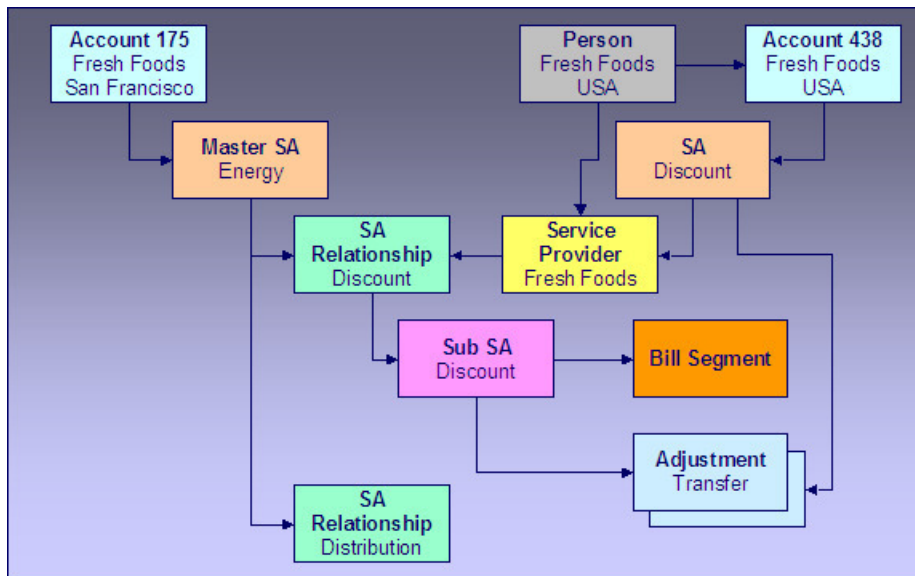 Account 175
Fresh Foods
San Francisco
Person
Fresh Foods
USA
Account 438
Fresh Foods
USA
Master SA
Energy
SA
Discount
SA
Relationship
Discount
Service
Provider
Fresh Foods
Sub SA
Discount
Bill Segment
Adjustment
Transfer
SA
Relationship
Distribution